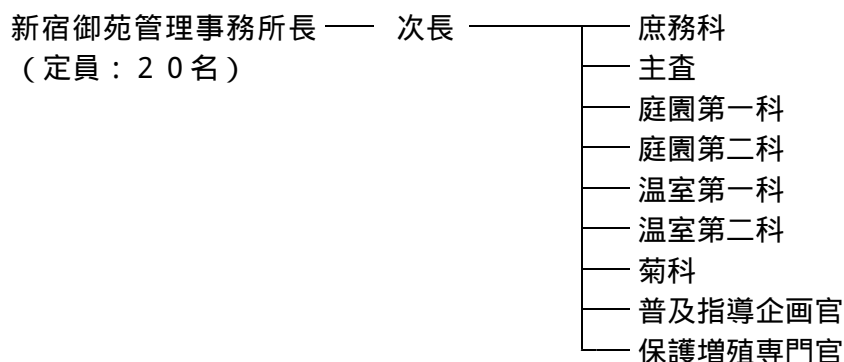 新宿御苑管理事務所長 次長 庶務科
（定員：２０名） 主査
庭園第一科
庭園第二科
温室第一科
温室第二科
菊科
普及指導企画官
保護増殖専門官